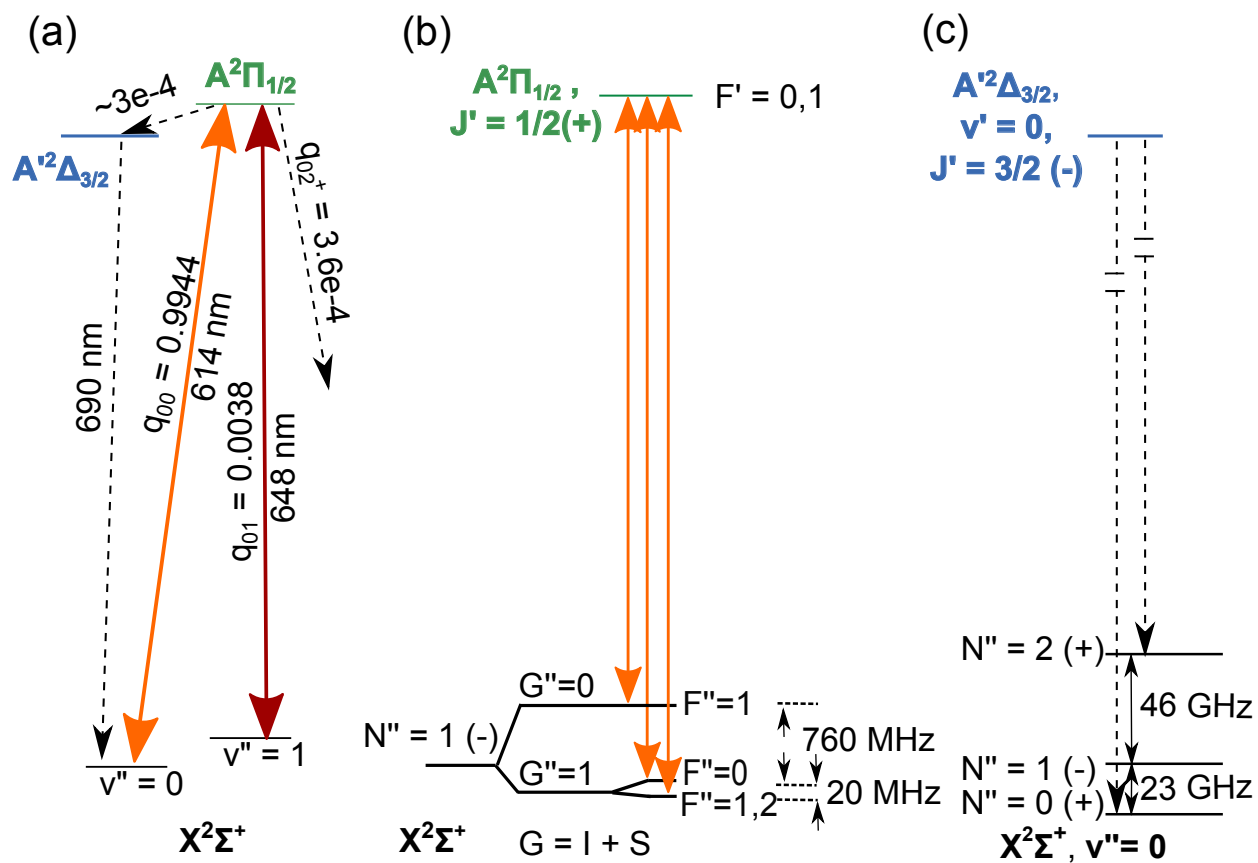 (a)
A²Π₁/₂
~3e-4
A'²Δ₃/₂
q₀₂⁺ = 3.6e-4
690 nm
q₀₀ = 0.9944
614 nm
q₀₁ = 0.0038
648 nm
v" = 1
v" = 0
X²Σ⁺
(b)
A²Π₁/₂ ,
J' = 1/2(+)
F' = 0,1
G"=0
F"=1
N" = 1 (-)
760 MHz
G"=1
F"=0
20 MHz
F"=1,2
X²Σ⁺
G = I + S
(c)
A'²Δ₃/₂,
v' = 0,
J' = 3/2 (-)
N" = 2 (+)
46 GHz
N" = 1 (-)
23 GHz
N" = 0 (+)
X²Σ⁺, v"= 0